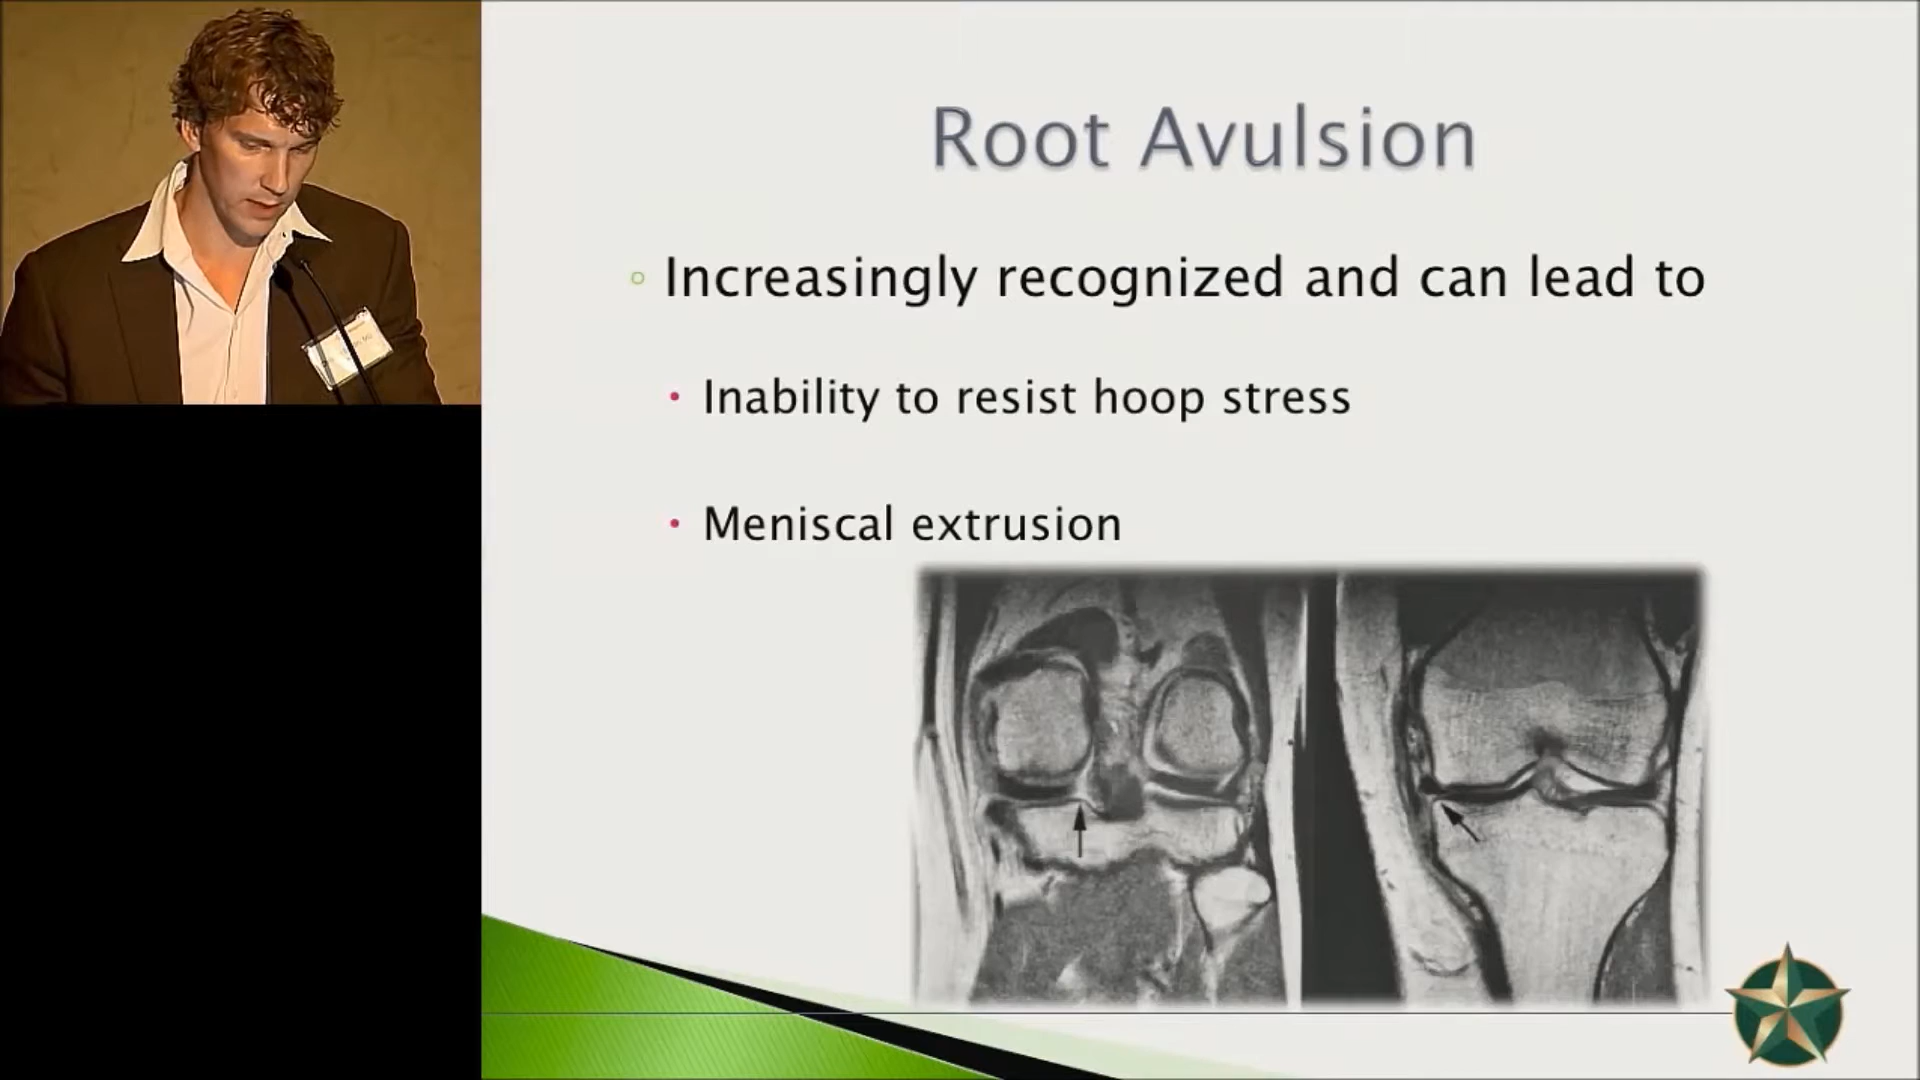 Root Avulsion
Increasingly recognized and can lead to
Inability to resist hoop stress
Meniscal extrusion